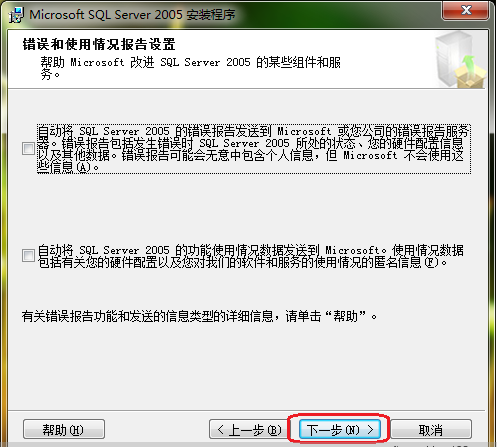 Microsoft SQL Server 2005 安装程序
错误和使用情况报告设置
帮助 Microsoft 改进 SQL Server 2005 的某些组件和服
务。
自动将 SQL Server 2005 的错误报告发送到 Microsoft 或您公司的错误报告服务
器。错误报告包括发生错误时 SQL Server 2005 所处的状态、您的硬件配置信息
以及其他数据。错误报告可能会无意中包含个人信息，但 Microsoft 不会使用这
些信息(A)。
自动将 SQL Server 2005 的功能使用情况数据发送到 Microsoft。使用情况数据
包括有关您的硬件配置以及您对我们的软件和服务的使用情况的匿名信息(F)。
有关错误报告功能和发送的信息类型的详细信息，请单击“帮助”。
帮助(H)
< 上一步(B)
下一步(N) >
取消